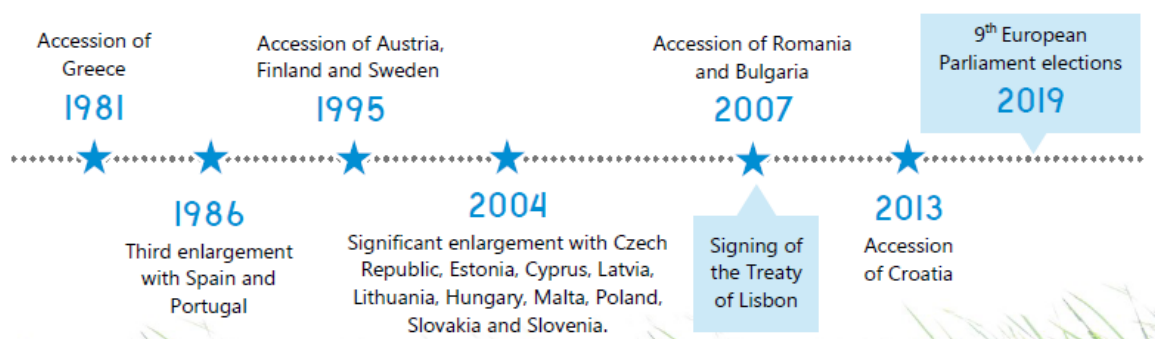 Accession of
Greece
1981
1986
Third enlargement
with Spain and
Portugal
Accession of Austria,
Finland and Sweden
1995
2004
Significant enlargement with Czech
Republic, Estonia, Cyprus, Latvia,
Lithuania, Hungary, Malta, Poland,
Slovakia and Slovenia.
Accession of Romania
and Bulgaria
2007
Signing of
the Treaty
of Lisbon
2013
Accession
of Croatia
9th European
Parliament elections
2019